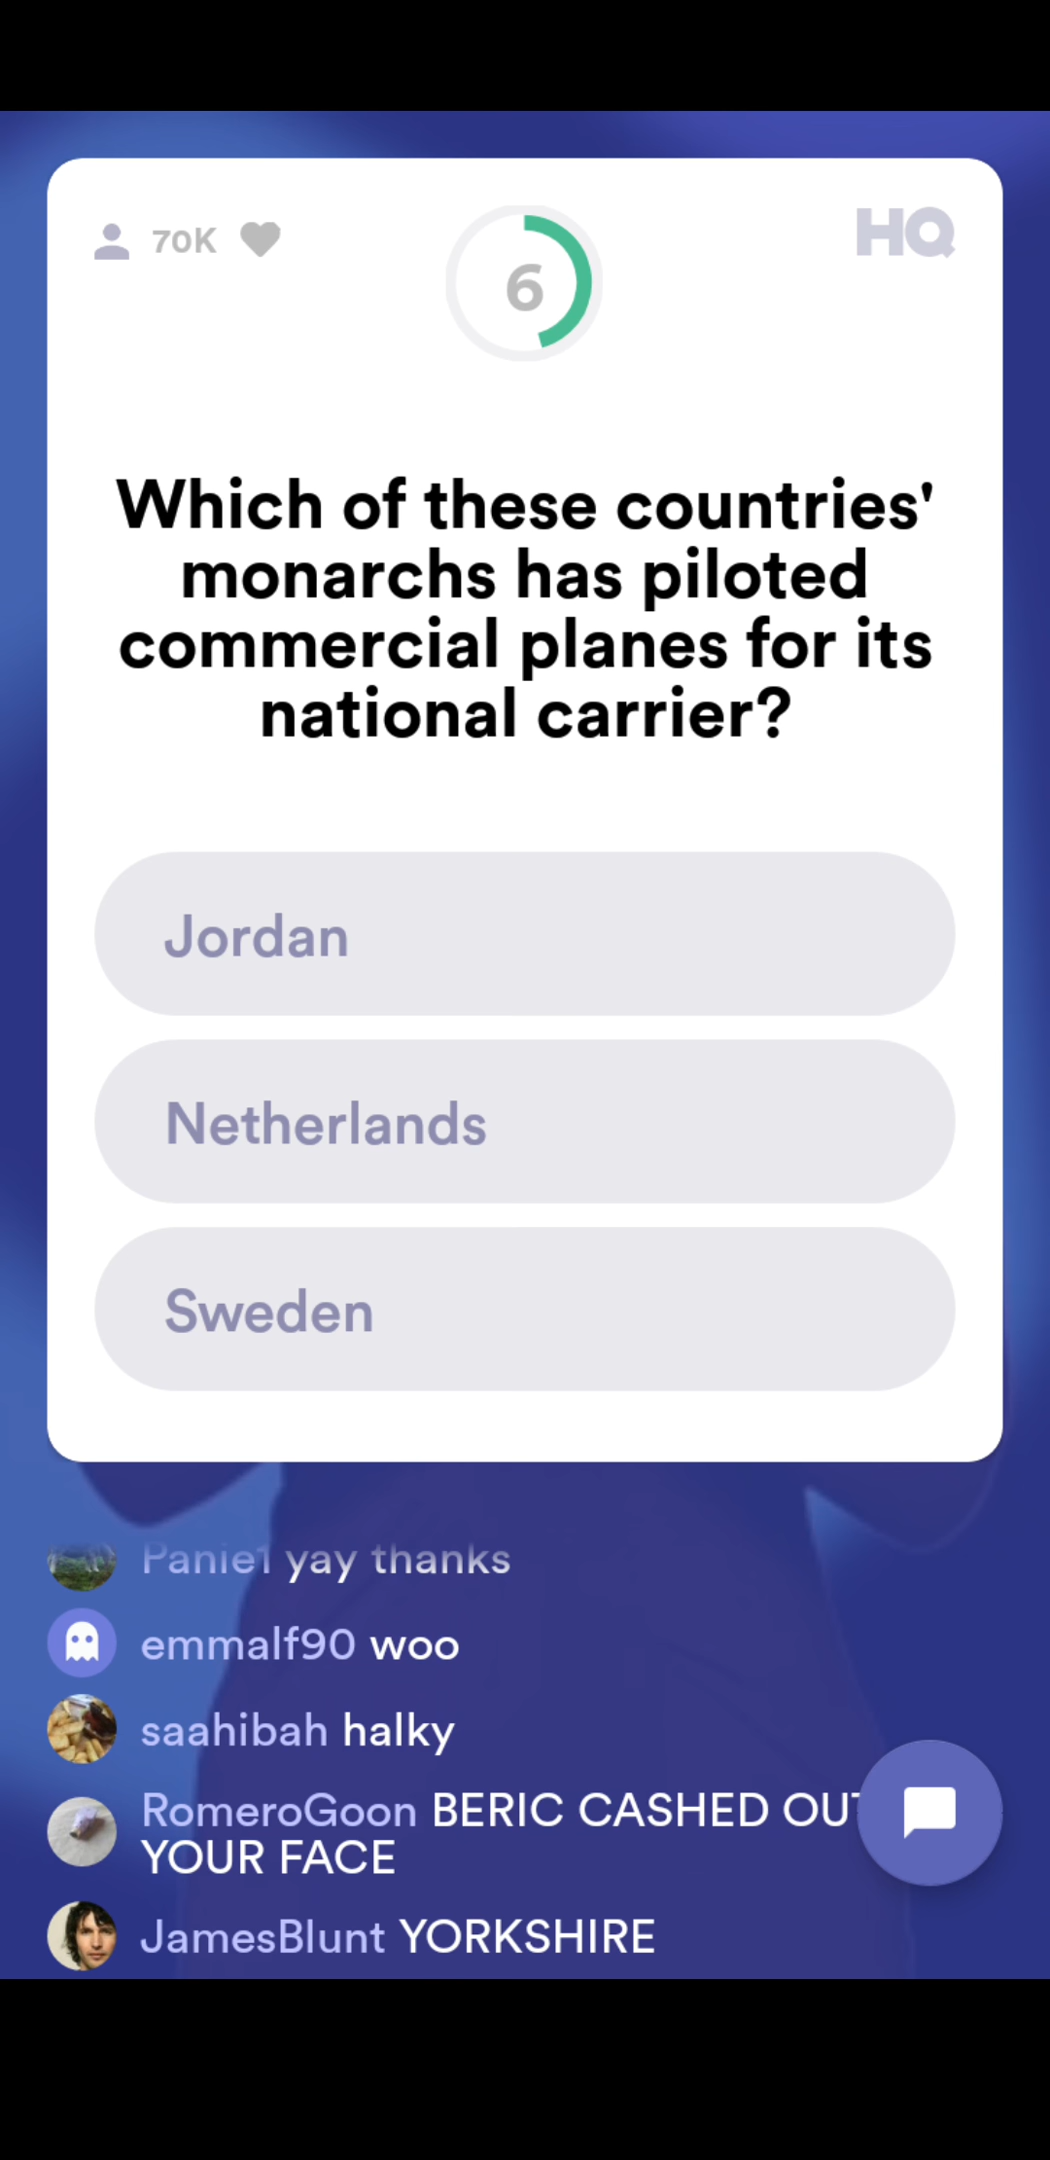 70K
6
HQ
Which of these countries'
monarchs has piloted
commercial planes for its
national carrier?
Jordan
Netherlands
Sweden
Panie1 yay thanks
emmalf90 woo
saahibah halky
RomeroGoon BERIC CASHED OUT
YOUR FACE
JamesBlunt YORKSHIRE